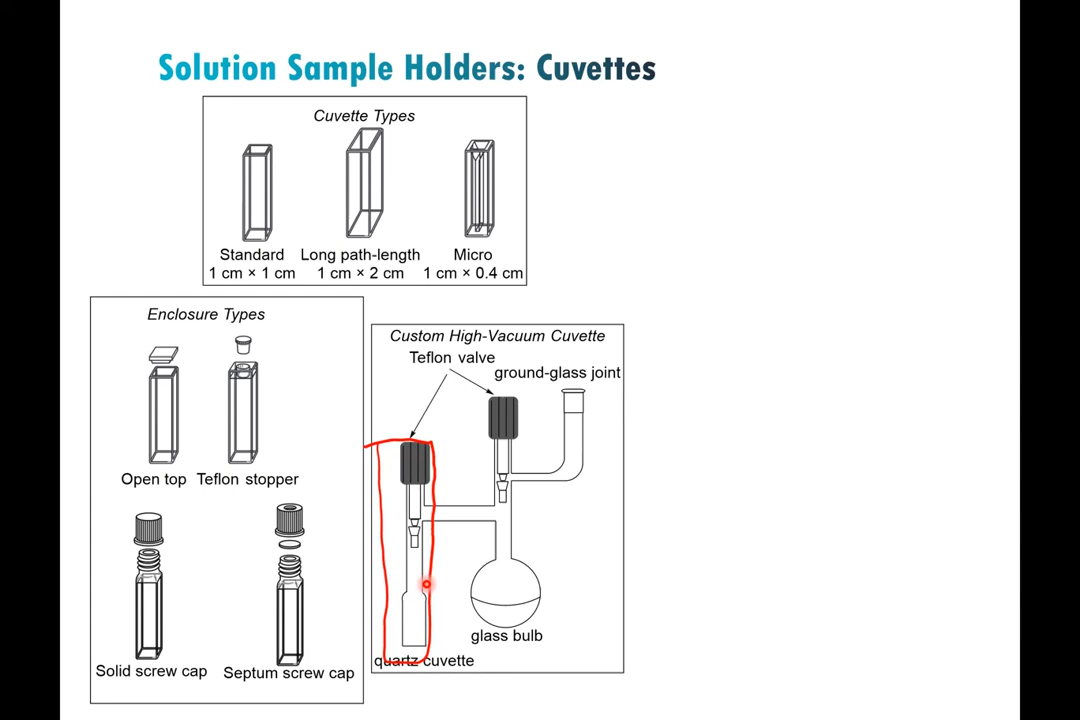 Solution Sample Holders: Cuvettes
Cuvette Types
Standard
1 cm × 1 cm
Long path-length
1 cm × 2 cm
Micro
1 cm × 0.4 cm
Enclosure Types
Open top
Teflon stopper
Solid screw cap
Septum screw cap
Custom High-Vacuum Cuvette
Teflon valve
ground-glass joint
glass bulb
quartz cuvette